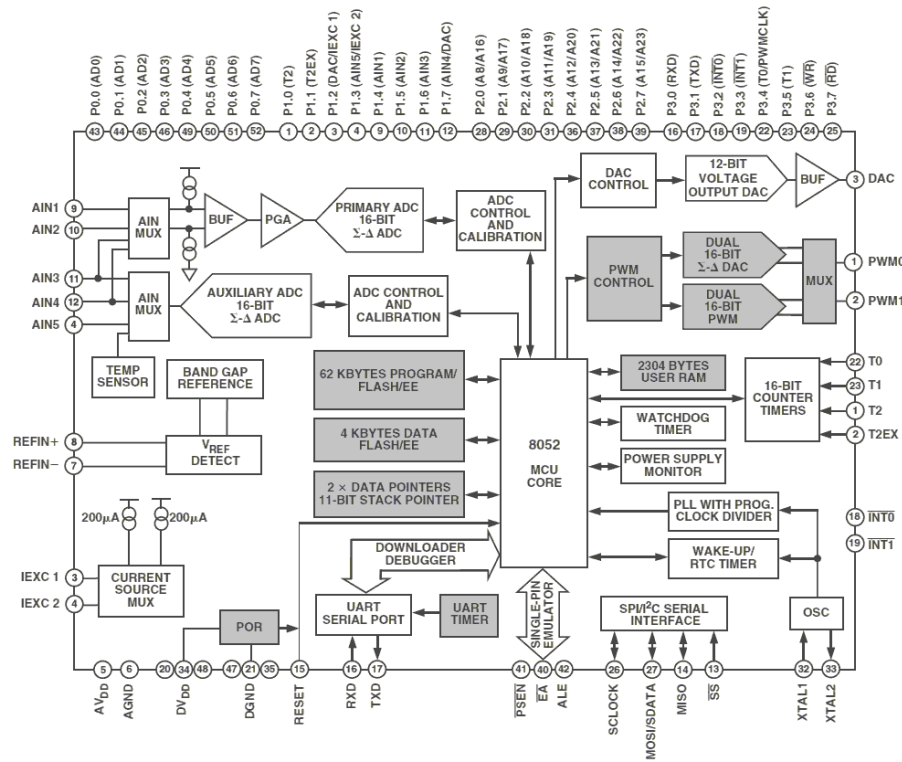 P0.0 (AD0)
P0.1 (AD1)
P0.2 (AD2)
P0.3 (AD3)
P0.4 (AD4)
P0.5 (AD5)
P0.6 (AD6)
P0.7 (AD7)
P1.0 (T2)
P1.1 (T2EX)
P1.2 (DAC/IEXC 1)
P1.3 (AIN5/IEXC 2)
P1.4 (AIN1)
P1.5 (AIN2)
P1.6 (AIN3)
P1.7 (AIN4/DAC)
P2.0 (A8/A16)
P2.1 (A9/A17)
P2.2 (A10/A18)
P2.3 (A11/A19)
P2.4 (A12/A20)
P2.5 (A13/A21)
P2.6 (A14/A22)
P2.7 (A15/A23)
P3.0 (RXD)
P3.1 (TXD)
P3.2 (INT0)
P3.3 (INT1)
P3.4 (T0/PWMCLK)
P3.5 (T1)
P3.6 (WR)
P3.7 (RD)
43 44 45 46 49 50 51 52 1 2 3 4 9 10 11 12 28 29 30 31 36 37 38 39 16 17 18 19 22 23 24 25
AIN1 9
AIN2 10
AIN3 11
AIN4 12
AIN5 4
AIN
MUX
BUF
PGA
PRIMARY ADC
16-BIT
Σ-Δ ADC
ADC
CONTROL
AND
CALIBRATION
DAC
CONTROL
12-BIT
VOLTAGE
OUTPUT DAC
BUF
3 DAC
AIN
MUX
AUXILIARY ADC
16-BIT
Σ-Δ ADC
ADC CONTROL
AND
CALIBRATION
PWM
CONTROL
DUAL
16-BIT
Σ-Δ DAC
DUAL
16-BIT
PWM
MUX
1 PWM0
2 PWM1
TEMP
SENSOR
BAND GAP
REFERENCE
VREF
DETECT
REFIN+ 8
REFIN− 7
62 KBYTES PROGRAM/
FLASH/EE
4 KBYTES DATA
FLASH/EE
2 × DATA POINTERS
11-BIT STACK POINTER
8052
MCU
CORE
2304 BYTES
USER RAM
WATCHDOG
TIMER
POWER SUPPLY
MONITOR
16-BIT
COUNTER
TIMERS
22 T0
23 T1
1 T2
2 T2EX
PLL WITH PROG.
CLOCK DIVIDER
WAKE-UP/
RTC TIMER
18 INT0
19 INT1
200µA
200µA
IEXC 1 3
IEXC 2 4
CURRENT
SOURCE
MUX
POR
DOWNLOADER
DEBUGGER
UART
SERIAL PORT
UART
TIMER
SINGLE-PIN
EMULATOR
SPI/I2C SERIAL
INTERFACE
OSC
5 6 20 34 48 47 21 35 15 16 17 41 40 42 26 27 14 13 32 33
AVDD
AGND
DVDD
DGND
RESET
RXD
TXD
PSEN
EA
ALE
SCLOCK
MOSI/SDATA
MISO
SS
XTAL1
XTAL2